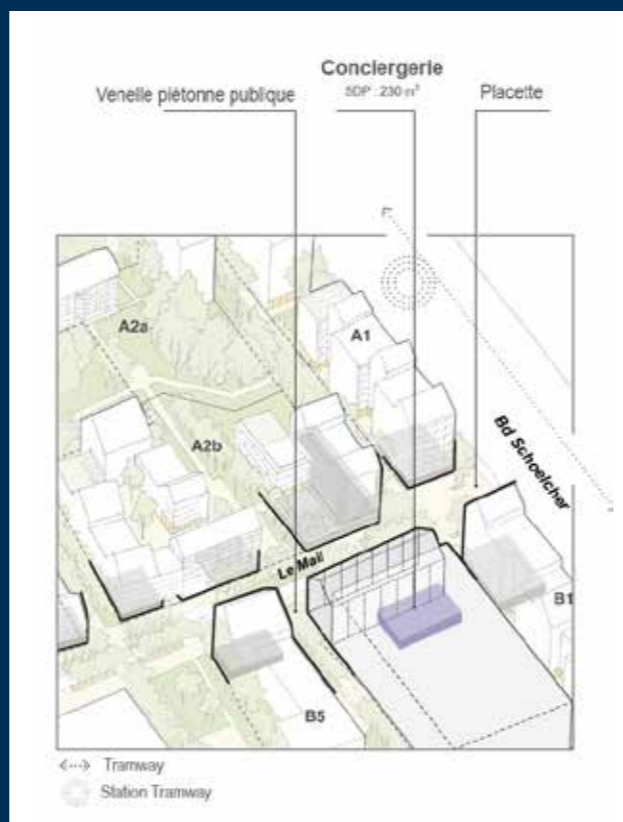 Conciergerie
SDP : 230 m²
Venelle piétonne publique
Placette
A2a
A1
A2b
Bd Schoelcher
Le Mail
B1
B5
Tramway
Station Tramway